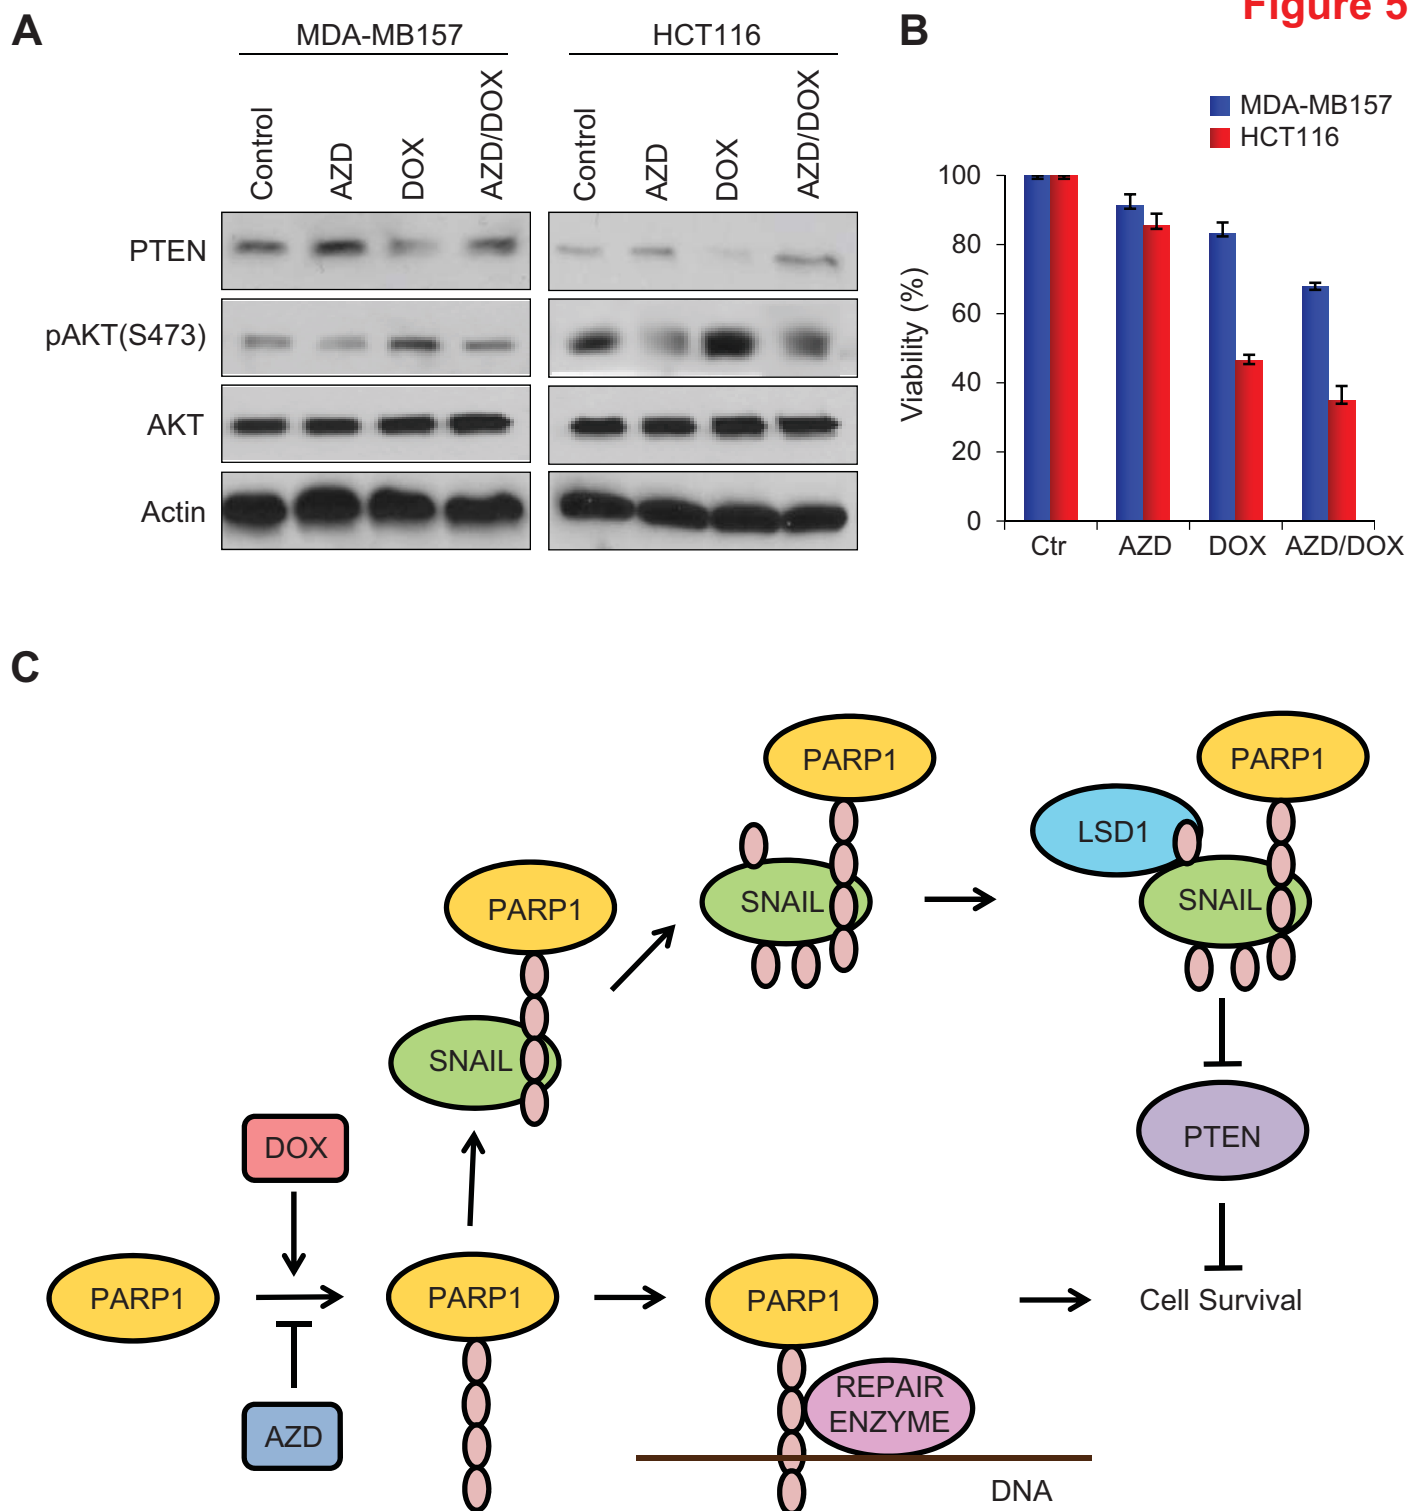 Figure 5
A
MDA-MB157
HCT116
Control
AZD
DOX
AZD/DOX
Control
AZD
DOX
AZD/DOX
PTEN
pAKT(S473)
AKT
Actin
B
MDA-MB157
HCT116
Viability (%)
100
80
60
40
20
0
Ctr
AZD
DOX
AZD/DOX
C
PARP1
PARP1
LSD1
SNAIL
SNAIL
PARP1
SNAIL
DOX
PTEN
PARP1
PARP1
PARP1
Cell Survival
REPAIR
ENZYME
AZD
DNA